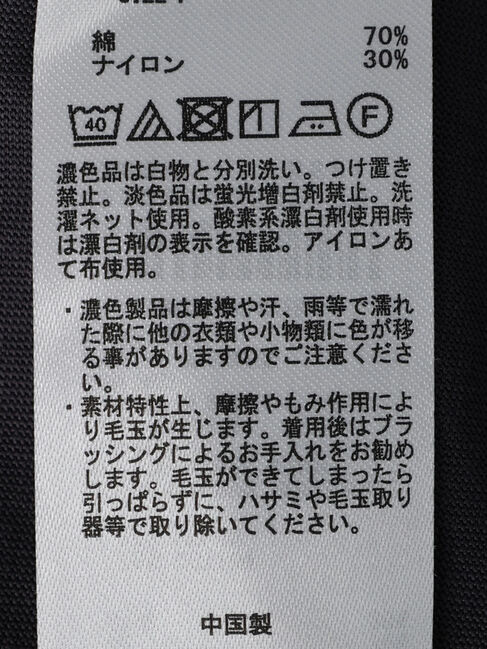 綿 70%
ナイロン 30%
40 F
濃色品は白物と分別洗い。つけ置き
禁止。淡色品は蛍光増白剤禁止。洗
濯ネット使用。酸素系漂白剤使用時
は漂白剤の表示を確認。アイロンあ
て布使用。
・濃色製品は摩擦や汗、雨等で濡れ
た際に他の衣類や小物類に色が移
る事がありますのでご注意くださ
い。
・素材特性上、摩擦やもみ作用によ
り毛玉が生じます。着用後はブラ
ッシングによるお手入れをお勧め
します。毛玉ができてしまったら
引っぱらずに、ハサミや毛玉取り
器等で取り除いてください。
中国製